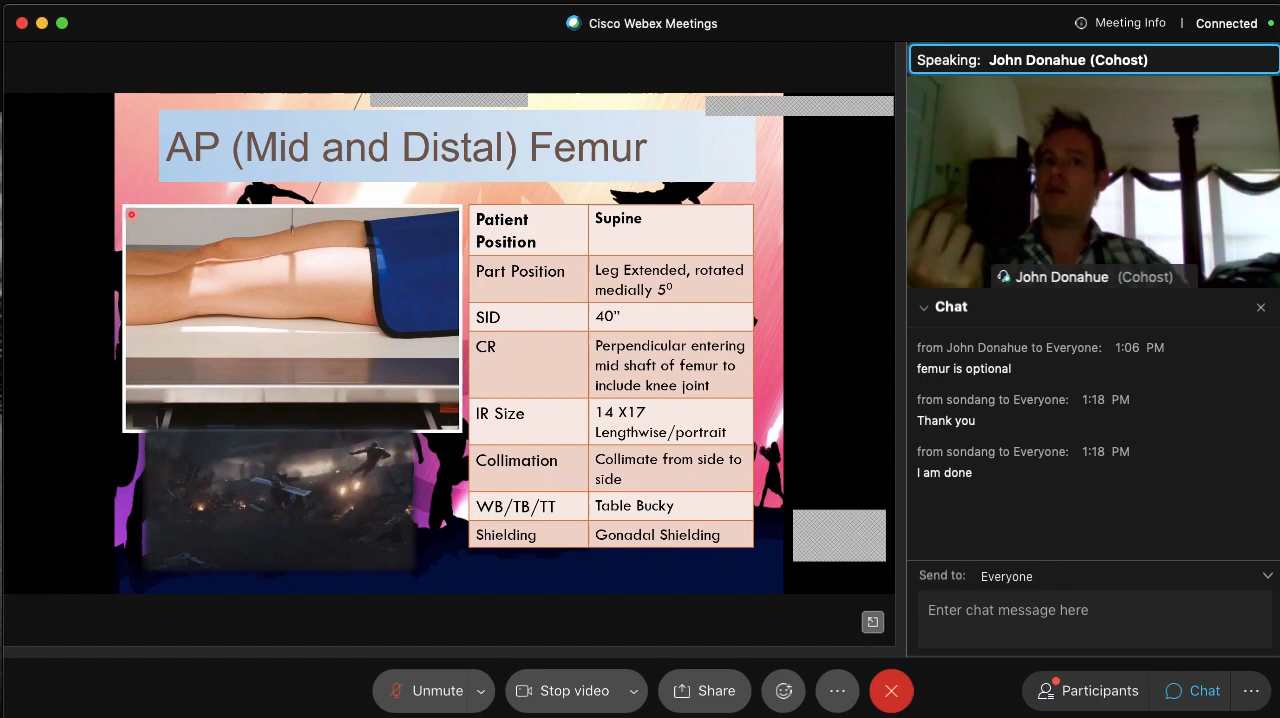 Cisco Webex Meetings
Meeting Info | Connected
Speaking: John Donahue (Cohost)
AP (Mid and Distal) Femur
Patient
Position
Supine
Part Position
Leg Extended, rotated
medially 5⁰
SID
40”
CR
Perpendicular entering
mid shaft of femur to
include knee joint
IR Size
14 X17
Lengthwise/portrait
Collimation
Collimate from side to
side
WB/TB/TT
Table Bucky
Shielding
Gonadal Shielding
John Donahue (Cohost)
Chat
from John Donahue to Everyone: 1:06 PM
femur is optional
from sondang to Everyone: 1:18 PM
Thank you
from sondang to Everyone: 1:18 PM
I am done
Send to: Everyone
Enter chat message here
Unmute
Stop video
Share
Participants
Chat